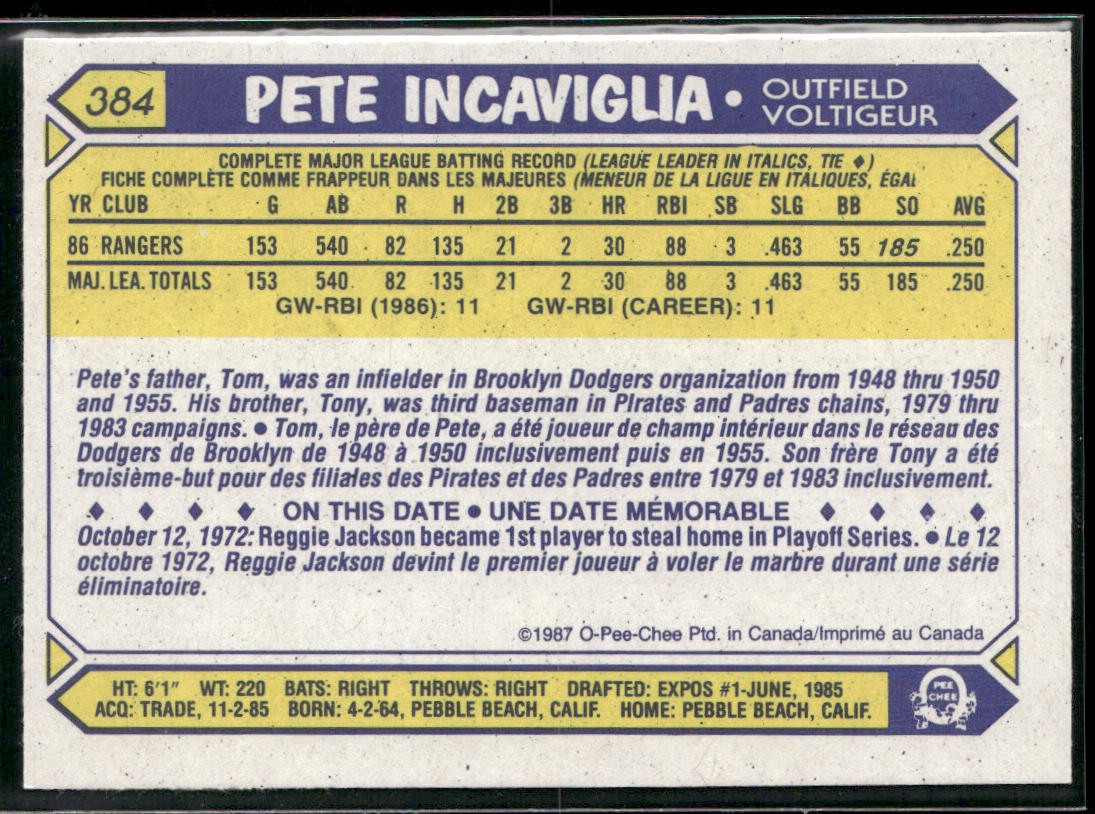 384 PETE INCAVIGLIA • OUTFIELD
VOLTIGEUR
COMPLETE MAJOR LEAGUE BATTING RECORD (LEAGUE LEADER IN ITALICS, TIE ♦)
FICHE COMPLÈTE COMME FRAPPEUR DANS LES MAJEURES (MENEUR DE LA LIGUE EN ITALIQUES, ÉGAL
YR CLUB G AB R H 2B 3B HR RBI SB SLG BB SO AVG
86 RANGERS 153 540 82 135 21 2 30 88 3 .463 55 185 .250
MAJ. LEA. TOTALS 153 540 82 135 21 2 30 88 3 .463 55 185 .250
GW-RBI (1986): 11 GW-RBI (CAREER): 11
Pete's father, Tom, was an infielder in Brooklyn Dodgers organization from 1948 thru 1950
and 1955. His brother, Tony, was third baseman in Pirates and Padres chains, 1979 thru
1983 campaigns. • Tom, le père de Pete, a été joueur de champ intérieur dans le réseau des
Dodgers de Brooklyn de 1948 à 1950 inclusivement puis en 1955. Son frère Tony a été
troisième-but pour des filiales des Pirates et des Padres entre 1979 et 1983 inclusivement.
♦ ♦ ♦ ♦ ON THIS DATE • UNE DATE MÉMORABLE ♦ ♦ ♦ ♦
October 12, 1972: Reggie Jackson became 1st player to steal home in Playoff Series. • Le 12
octobre 1972, Reggie Jackson devint le premier joueur à voler le marbre durant une série
éliminatoire.
©1987 O-Pee-Chee Ptd. in Canada/Imprimé au Canada
HT: 6'1" WT: 220 BATS: RIGHT THROWS: RIGHT DRAFTED: EXPOS #1-JUNE, 1985
ACQ: TRADE, 11-2-85 BORN: 4-2-64, PEBBLE BEACH, CALIF. HOME: PEBBLE BEACH, CALIF.
PEE
CHEE